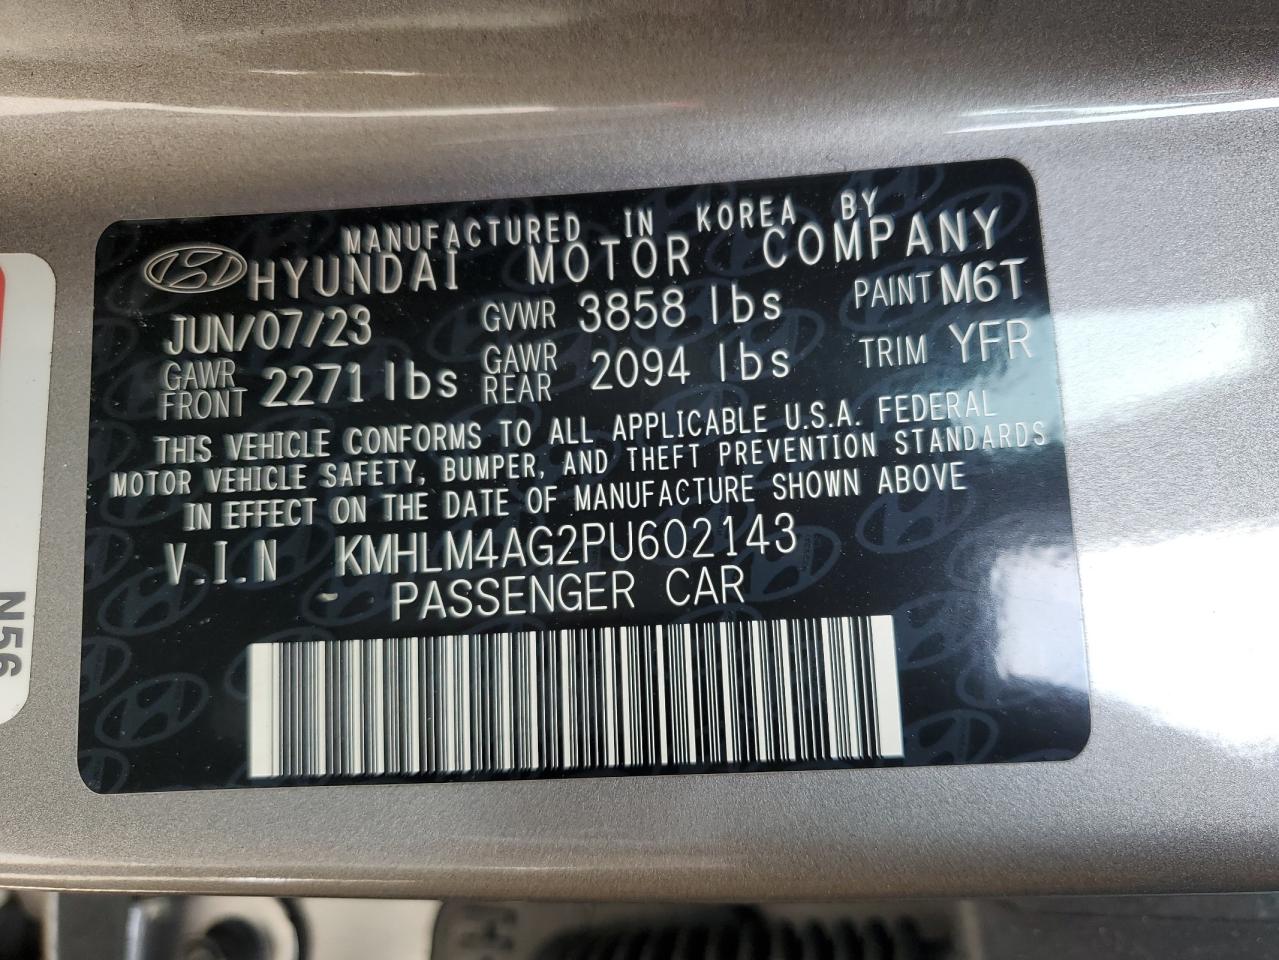 MANUFACTURED IN KOREA BY
HYUNDAI MOTOR COMPANY
JUN/07/23 GVWR 3858 lbs PAINT M6T
GAWR FRONT 2271 lbs GAWR REAR 2094 lbs TRIM YFR
THIS VEHICLE CONFORMS TO ALL APPLICABLE U.S.A. FEDERAL
MOTOR VEHICLE SAFETY, BUMPER, AND THEFT PREVENTION STANDARDS
IN EFFECT ON THE DATE OF MANUFACTURE SHOWN ABOVE
V.I.N KMHLM4AG2PU602143
- PASSENGER CAR
N56